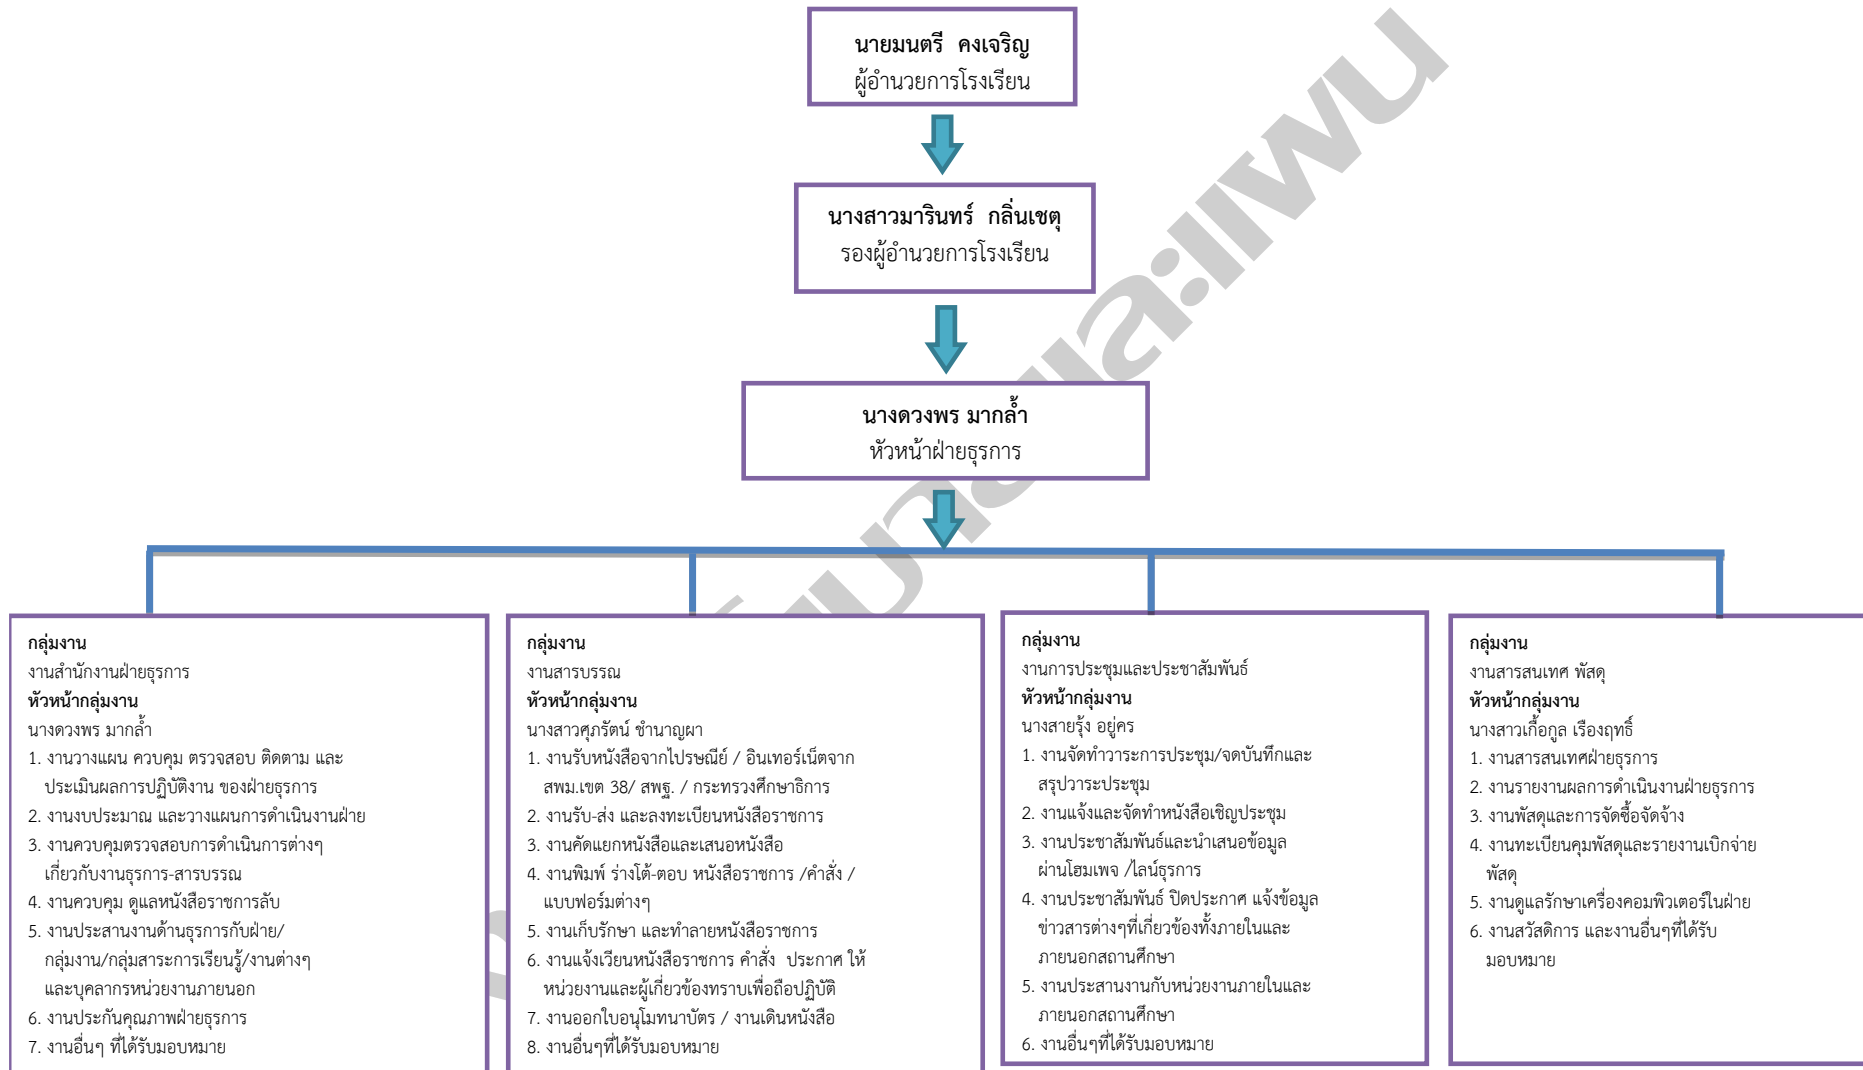 นายมนตรี คงเจริญ
ผู้อำนวยการโรงเรียน
นางสาวมารินทร์ กลิ่นเชตุ
รองผู้อำนวยการโรงเรียน
นางดวงพร มากล้ำ
หัวหน้าฝ่ายธุรการ
กลุ่มงาน
งานสำนักงานฝ่ายธุรการ
หัวหน้ากลุ่มงาน
นางดวงพร มากล้ำ
1. งานวางแผน ควบคุม ตรวจสอบ ติดตาม และ
ประเมินผลการปฏิบัติงาน ของฝ่ายธุรการ
2. งานงบประมาณ และวางแผนการดำเนินงานฝ่าย
3. งานควบคุมตรวจสอบการดำเนินการต่างๆ
เกี่ยวกับงานธุรการ-สารบรรณ
4. งานควบคุม ดูแลหนังสือราชการลับ
5. งานประสานงานด้านธุรการกับฝ่าย/
กลุ่มงาน/กลุ่มสาระการเรียนรู้/งานต่างๆ
และบุคลากรหน่วยงานภายนอก
6. งานประกันคุณภาพฝ่ายธุรการ
7. งานอื่นๆ ที่ได้รับมอบหมาย
กลุ่มงาน
งานสารบรรณ
หัวหน้ากลุ่มงาน
นางสาวศุภรัตน์ ชำนาญผา
1. งานรับหนังสือจากไปรษณีย์ / อินเทอร์เน็ตจาก
สพม.เขต 38/ สพฐ. / กระทรวงศึกษาธิการ
2. งานรับ-ส่ง และลงทะเบียนหนังสือราชการ
3. งานคัดแยกหนังสือและเสนอหนังสือ
4. งานพิมพ์ ร่างโต้-ตอบ หนังสือราชการ /คำสั่ง /
แบบฟอร์มต่างๆ
5. งานเก็บรักษา และทำลายหนังสือราชการ
6. งานแจ้งเวียนหนังสือราชการ คำสั่ง ประกาศ ให้
หน่วยงานและผู้เกี่ยวข้องทราบเพื่อถือปฏิบัติ
7. งานออกใบอนุโมทนาบัตร / งานเดินหนังสือ
8. งานอื่นๆที่ได้รับมอบหมาย
กลุ่มงาน
งานการประชุมและประชาสัมพันธ์
หัวหน้ากลุ่มงาน
นางสายรุ้ง อยู่คร
1. งานจัดทำวาระการประชุม/จดบันทึกและ
สรุปวาระประชุม
2. งานแจ้งและจัดทำหนังสือเชิญประชุม
3. งานประชาสัมพันธ์และนำเสนอข้อมูล
ผ่านโฮมเพจ /ไลน์ธุรการ
4. งานประชาสัมพันธ์ ปิดประกาศ แจ้งข้อมูล
ข่าวสารต่างๆที่เกี่ยวข้องทั้งภายในและ
ภายนอกสถานศึกษา
5. งานประสานงานกับหน่วยงานภายในและ
ภายนอกสถานศึกษา
6. งานอื่นๆที่ได้รับมอบหมาย
กลุ่มงาน
งานสารสนเทศ พัสดุ
หัวหน้ากลุ่มงาน
นางสาวเกื้อกูล เรืองฤทธิ์
1. งานสารสนเทศฝ่ายธุรการ
2. งานรายงานผลการดำเนินงานฝ่ายธุรการ
3. งานพัสดุและการจัดซื้อจัดจ้าง
4. งานทะเบียนคุมพัสดุและรายงานเบิกจ่าย
พัสดุ
5. งานดูแลรักษาเครื่องคอมพิวเตอร์ในฝ่าย
6. งานสวัสดิการ และงานอื่นๆที่ได้รับ
มอบหมาย